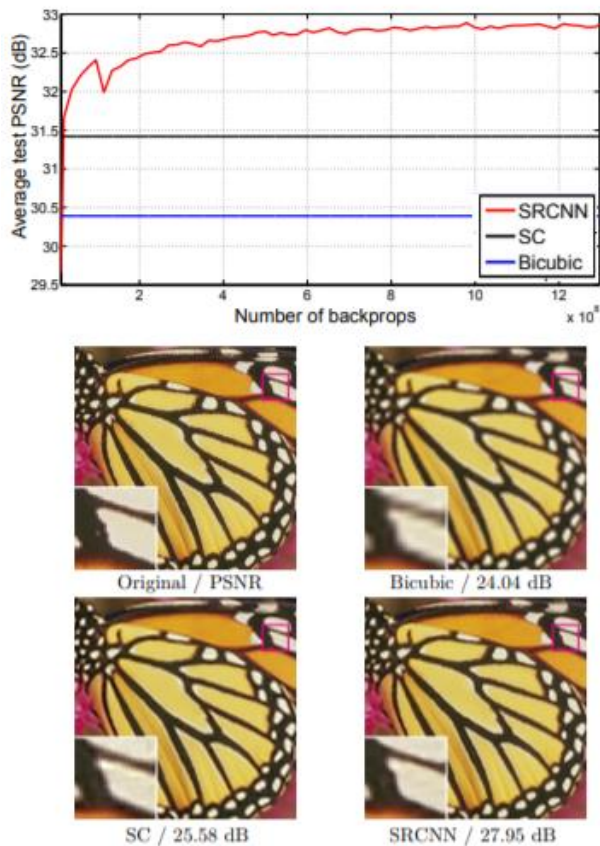 33
32.5
32
31.5
31
30.5
30
29.5
Average test PSNR (dB)
SRCNN
SC
Bicubic
2 4 6 8 10 12
Number of backprops
x 10⁸
Original / PSNR
Bicubic / 24.04 dB
SC / 25.58 dB
SRCNN / 27.95 dB